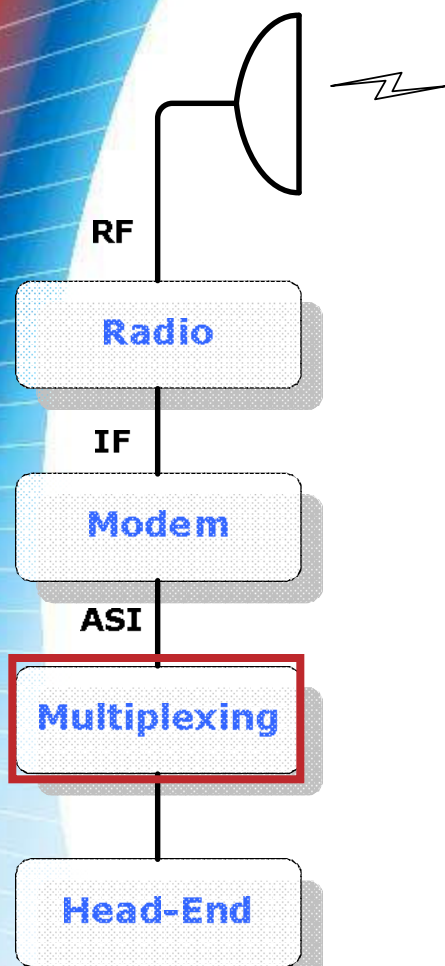 RF
Radio
IF
Modem
ASI
Multiplexing
Head-End